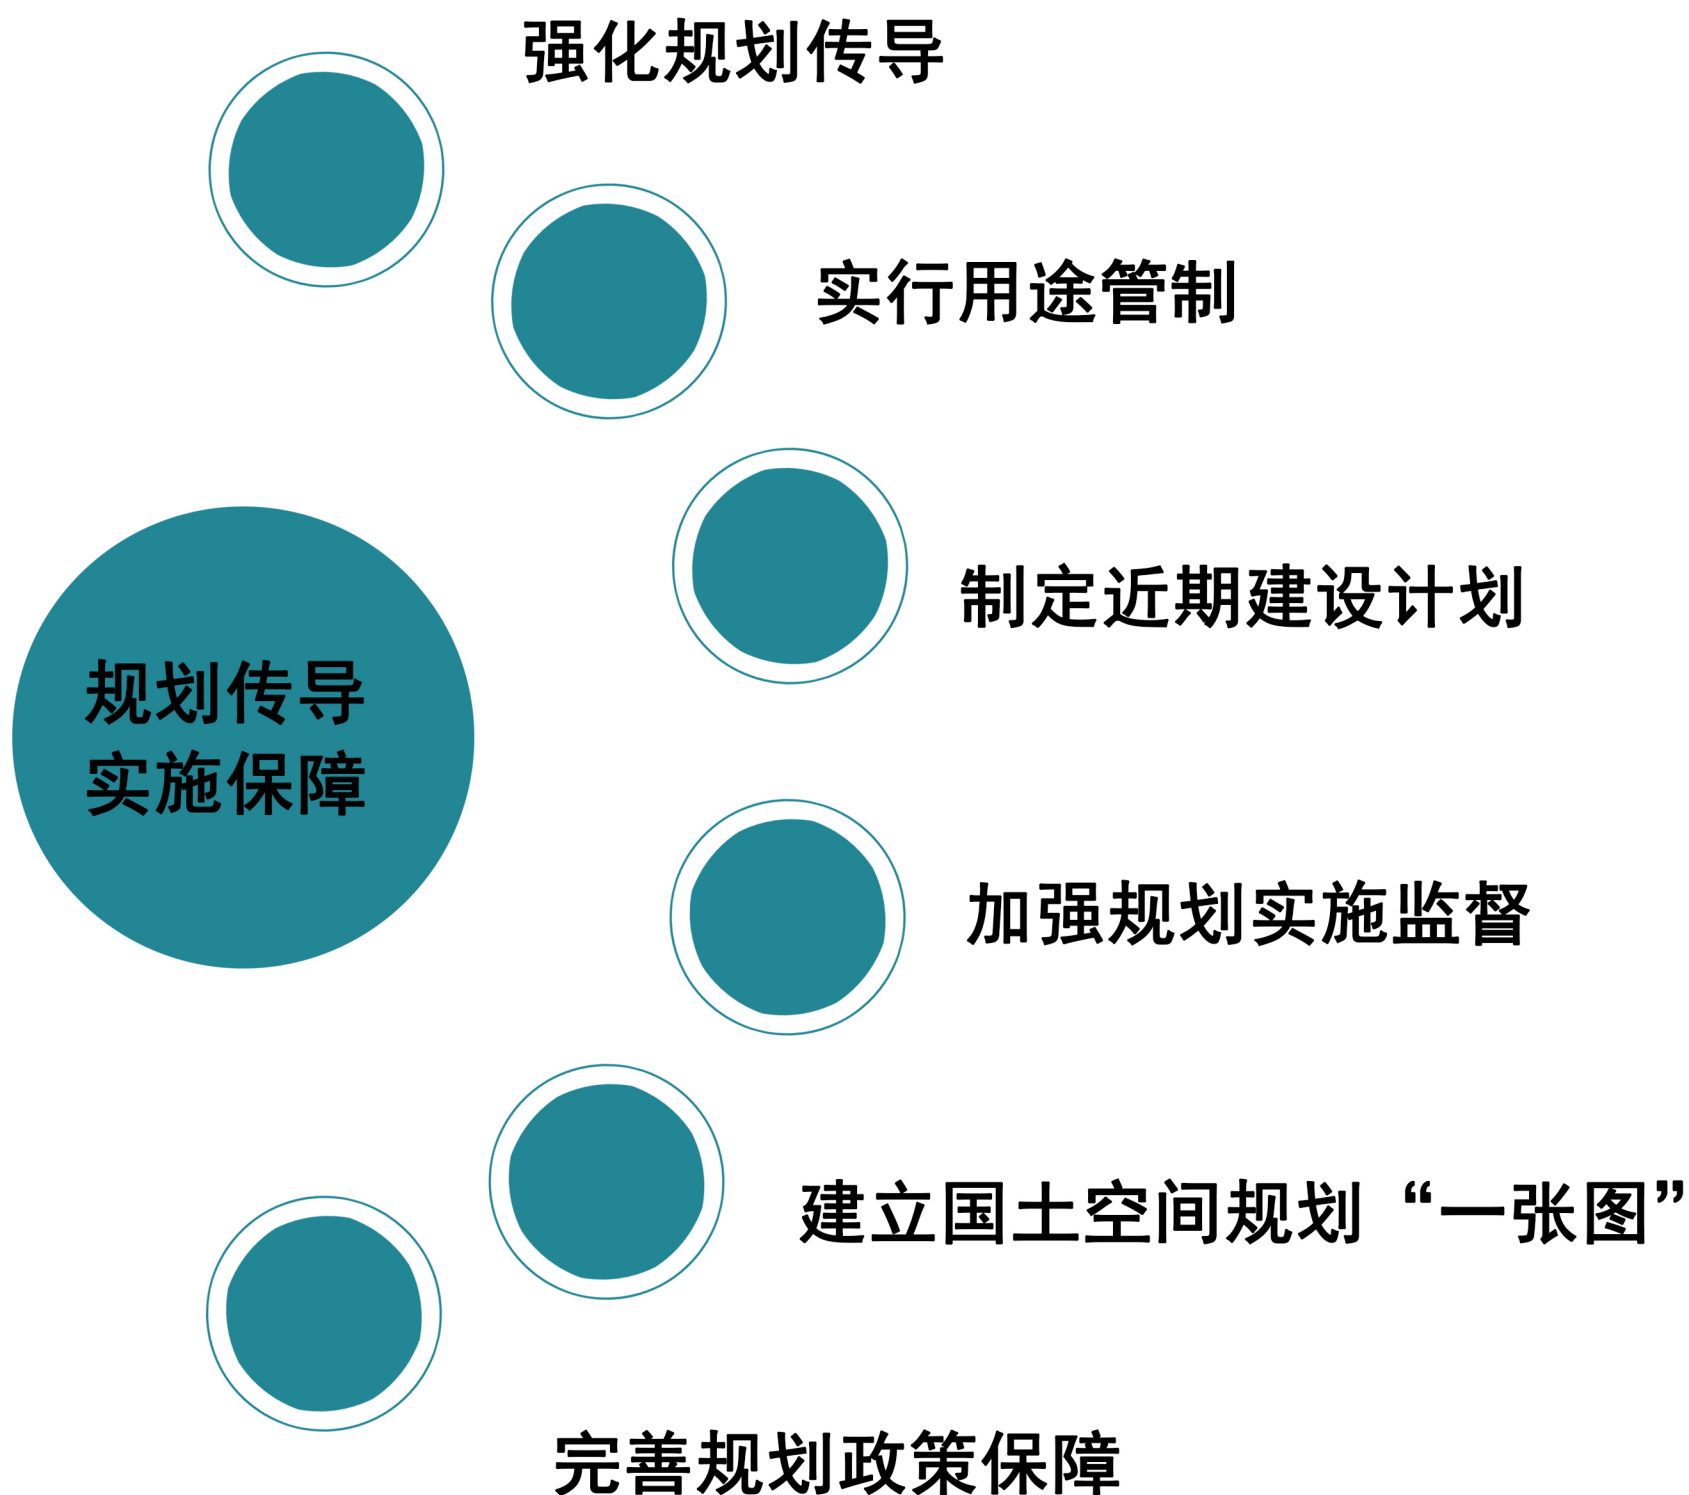 强化规划传导
实行用途管制
制定近期建设计划
规划传导
实施保障
加强规划实施监督
建立国土空间规划“一张图”
完善规划政策保障